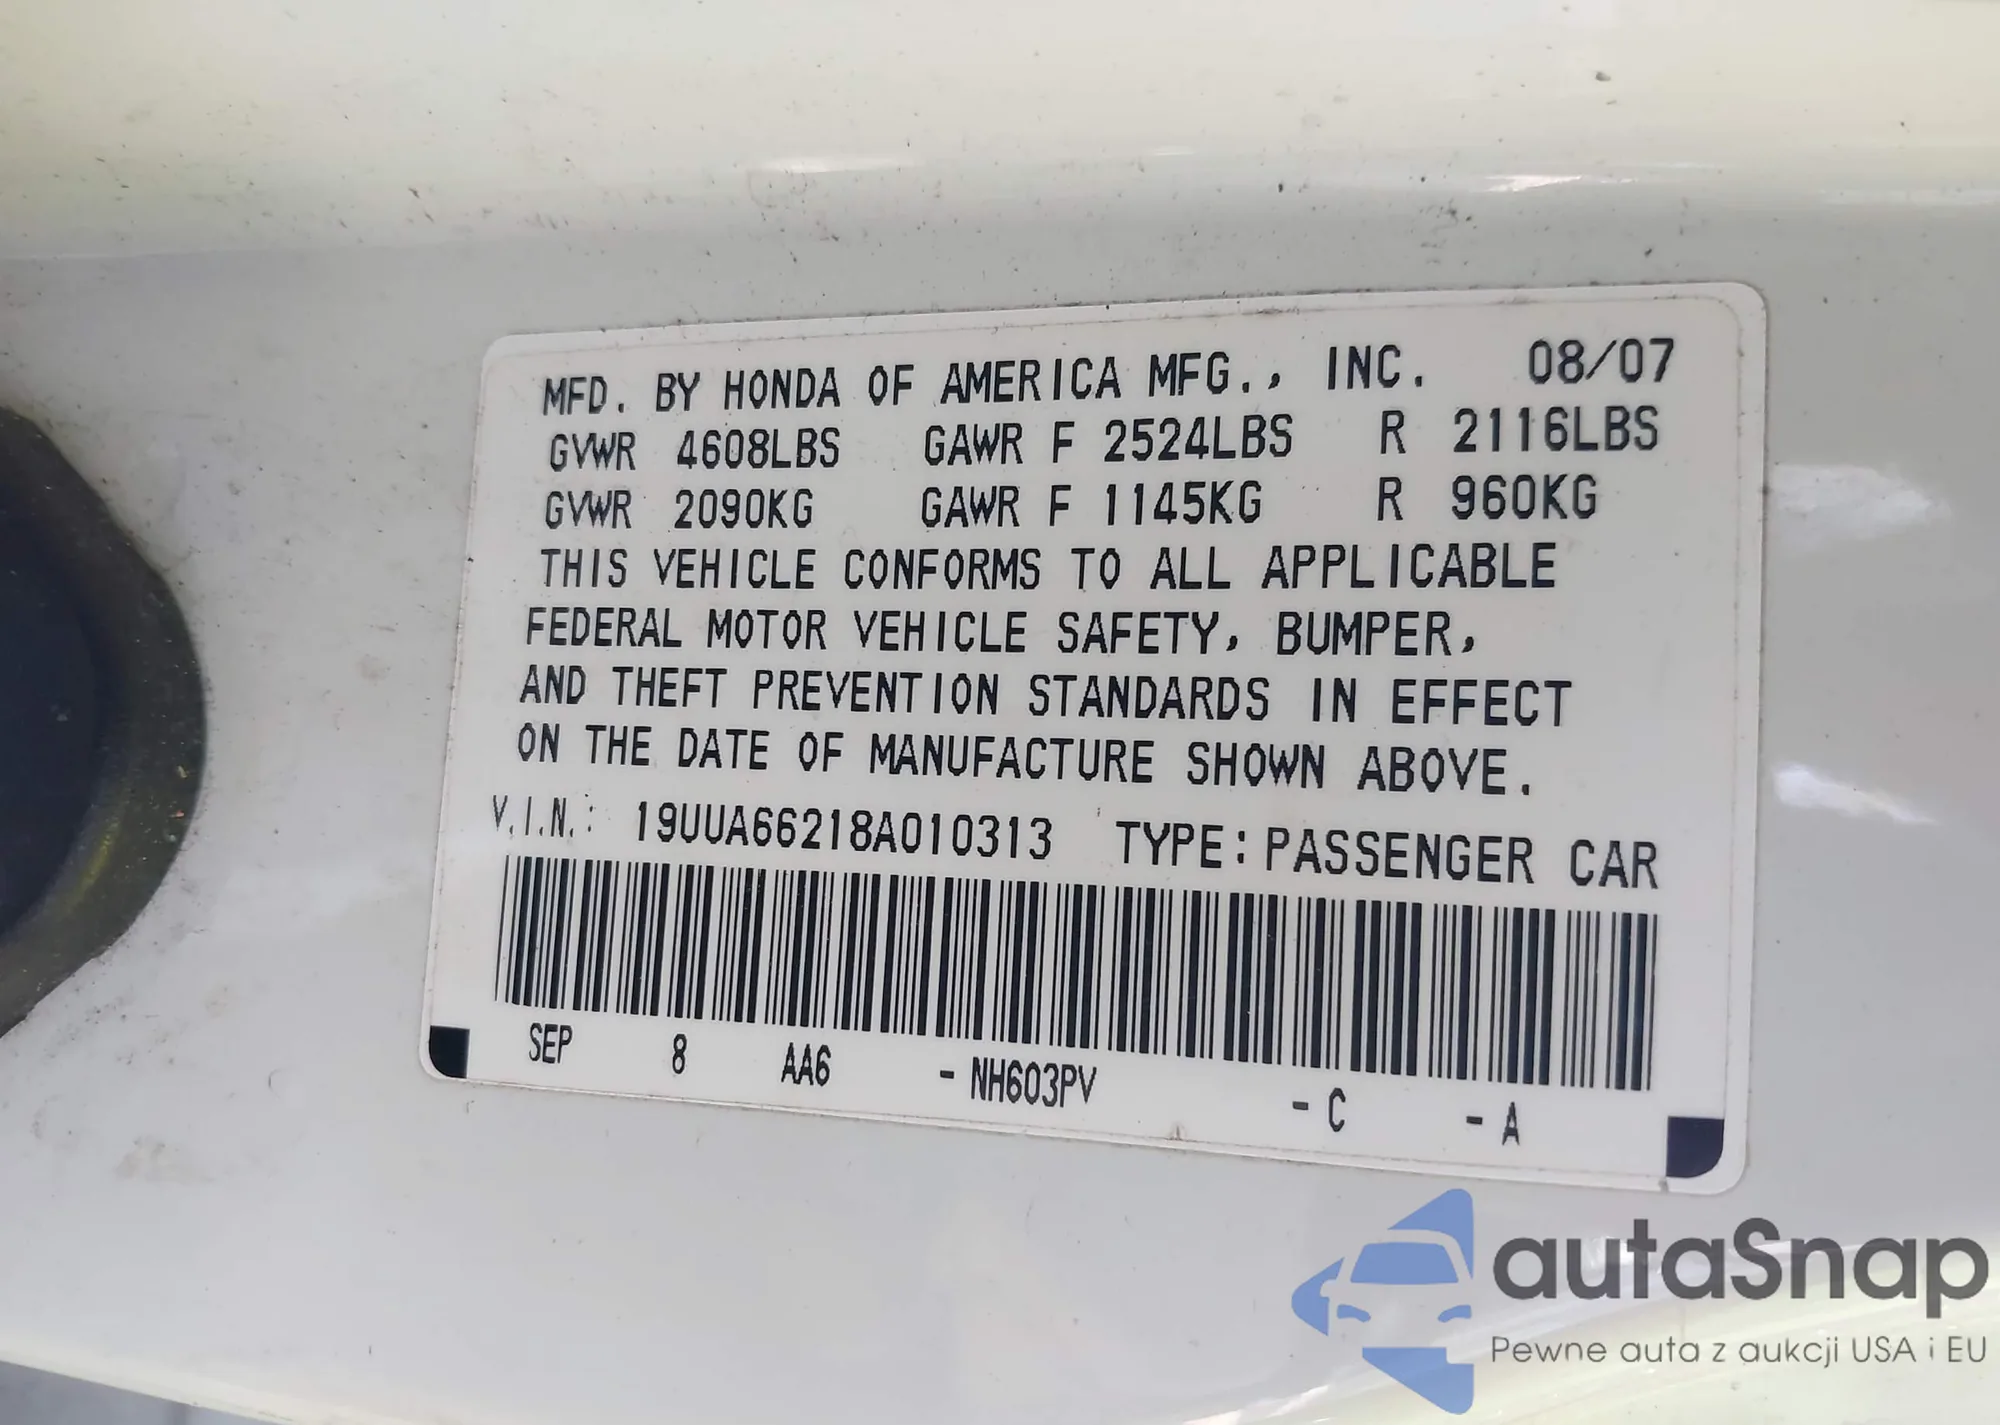 MFD. BY HONDA OF AMERICA MFG., INC. 08/07
GVWR 4608LBS GAWR F 2524LBS R 2116LBS
GVWR 2090KG GAWR F 1145KG R 960KG
THIS VEHICLE CONFORMS TO ALL APPLICABLE
FEDERAL MOTOR VEHICLE SAFETY, BUMPER,
AND THEFT PREVENTION STANDARDS IN EFFECT
ON THE DATE OF MANUFACTURE SHOWN ABOVE.
V.I.N.: 19UUA66218A010313 TYPE: PASSENGER CAR
SEP 8 AA6 - NH603PV - C - A
autaSnap
Pewne auta z aukcji USA i EU